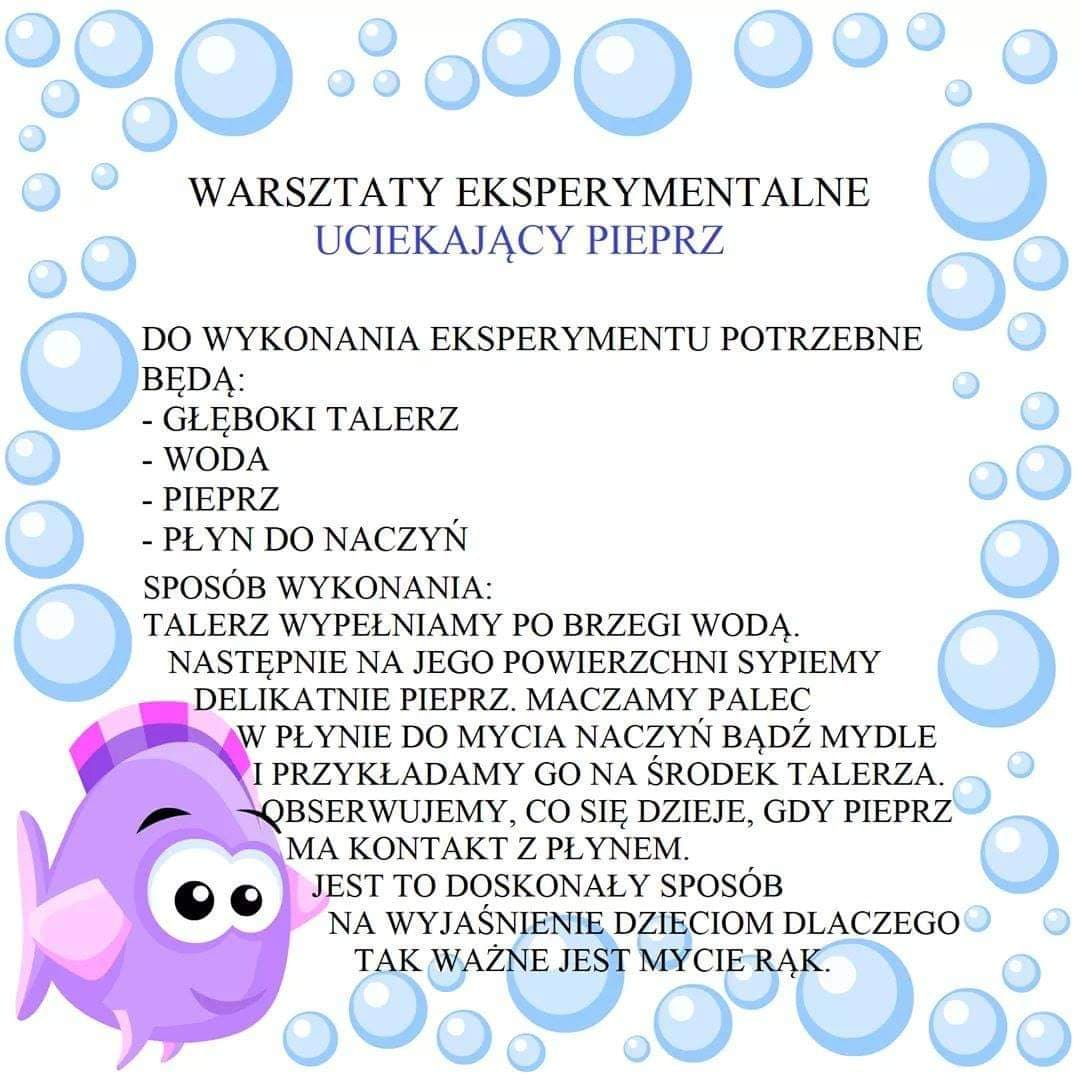 WARSZTATY EKSPERYMENTALNE
UCIEKAJĄCY PIEPRZ
DO WYKONANIA EKSPERYMENTU POTRZEBNE
BĘDĄ:
- GŁĘBOKI TALERZ
- WODA
- PIEPRZ
- PŁYN DO NACZYŃ
SPOSÓB WYKONANIA:
TALERZ WYPEŁNIAMY PO BRZEGI WODĄ.
NASTĘPNIE NA JEGO POWIERZCHNI SYPIEMY
DELIKATNIE PIEPRZ. MACZAMY PALEC
W PŁYNIE DO MYCIA NACZYŃ BĄDŹ MYDLE
I PRZYKŁADAMY GO NA ŚRODEK TALERZA.
OBSERWUJEMY, CO SIĘ DZIEJE, GDY PIEPRZ
MA KONTAKT Z PŁYNEM.
JEST TO DOSKONAŁY SPOSÓB
NA WYJAŚNIENIE DZIECIOM DLACZEGO
TAK WAŻNE JEST MYCIE RĄK.